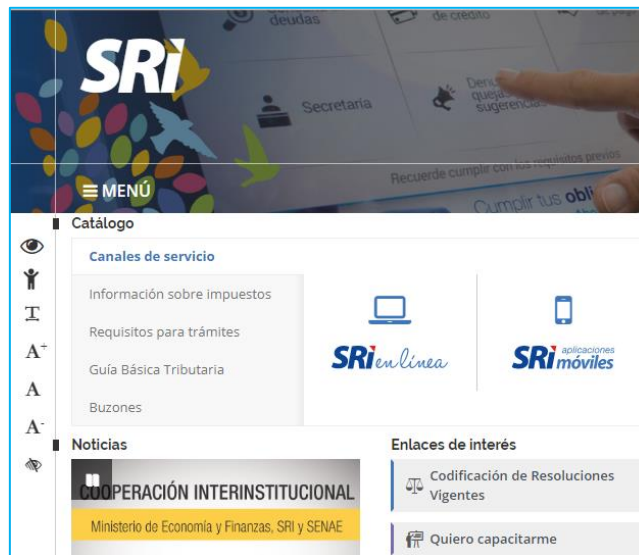 deudas
de crédito
SRi
Secretaria
Denuncias
quejas
sugerencias
Recuerde cumplir con los requisitos previos
Cumplir tus obli
MENÚ
Catálogo
Canales de servicio
Información sobre impuestos
Requisitos para trámites
Guía Básica Tributaria
Buzones
SRi en línea
SRi aplicaciones móviles
T
A+
A
A-
Noticias
Enlaces de interés
COOPERACIÓN INTERINSTITUCIONAL
Ministerio de Economía y Finanzas, SRI y SENAE
Codificación de Resoluciones
Vigentes
Quiero capacitarme